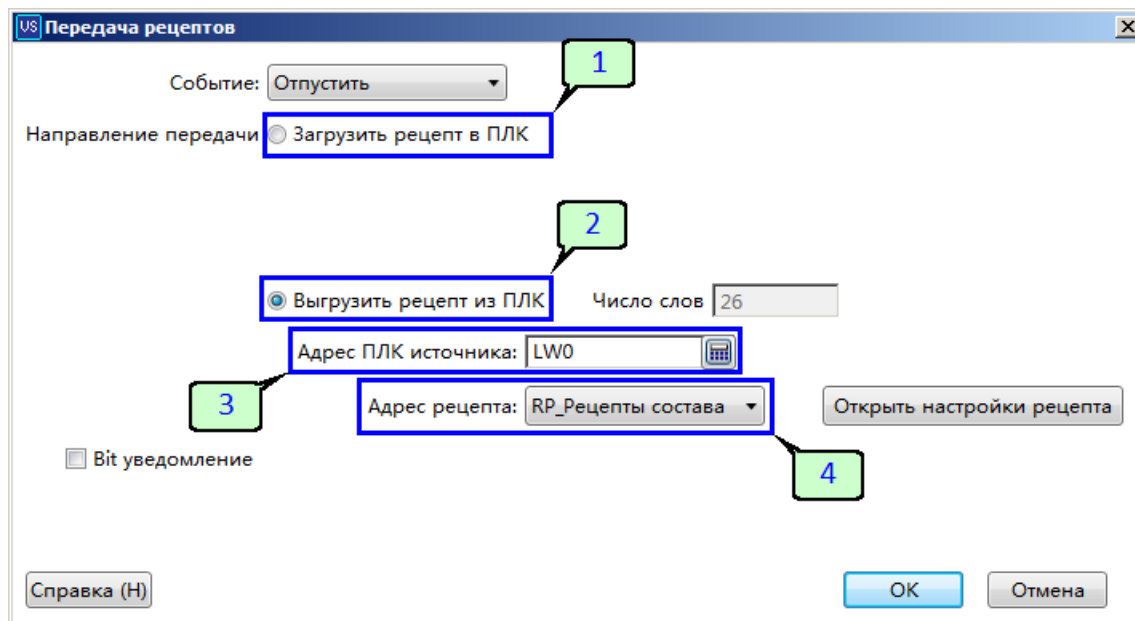 VS Передача рецептов
1
Событие: Отпустить
Направление передачи Загрузить рецепт в ПЛК
2
Выгрузить рецепт из ПЛК Число слов 26
Адрес ПЛК источника: LW0
3
Адрес рецепта: RP_Рецепты состава Открыть настройки рецепта
Bit уведомление
4
Справка (H) OK Отмена